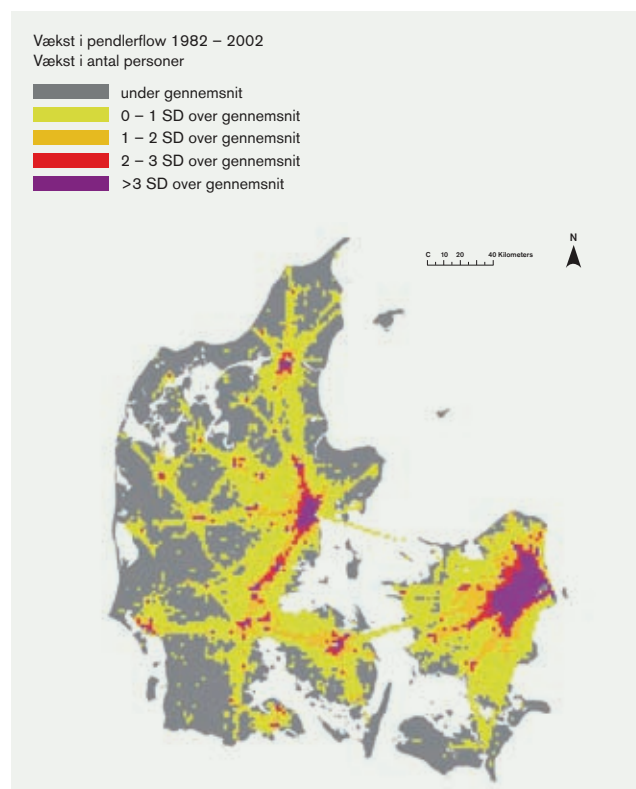 Vækst i pendlerflow 1982 – 2002
Vækst i antal personer
under gennemsnit
0 – 1 SD over gennemsnit
1 – 2 SD over gennemsnit
2 – 3 SD over gennemsnit
>3 SD over gennemsnit
N
C 10 20 40 Kilometers